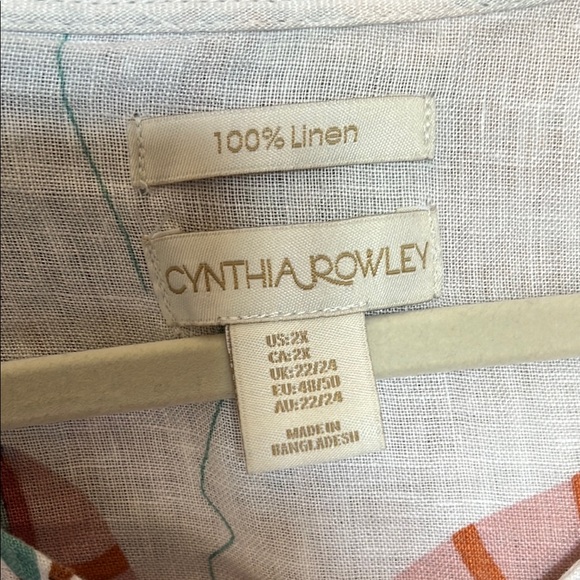 100% Linen
CYNTHIA ROWLEY
US:2X
CA:2X
UK:22/24
EU:48/50
AU:22/24
MADE IN
BANGLADESH